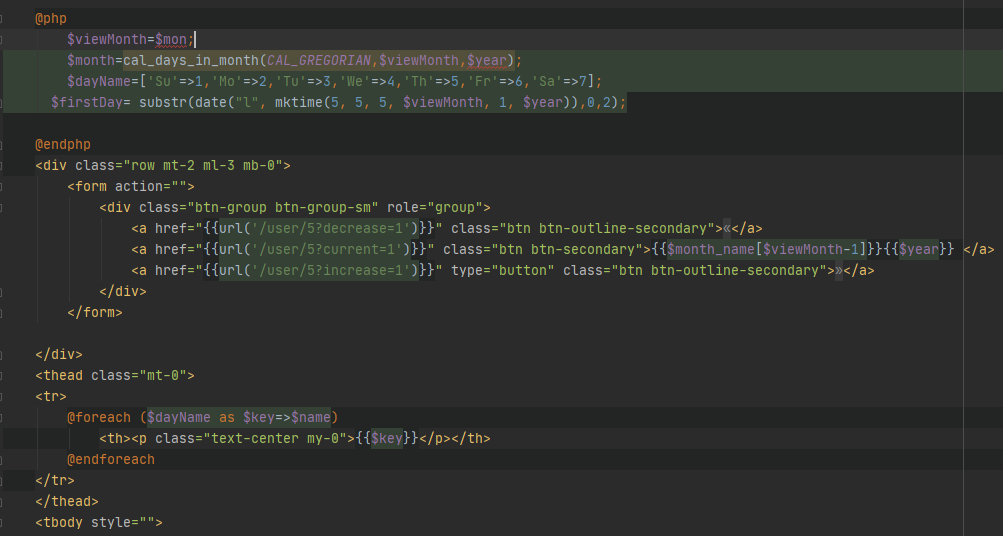 @php
    $viewMonth=$mon;
    $month=cal_days_in_month(CAL_GREGORIAN,$viewMonth,$year);
    $dayName=['Su'=>1,'Mo'=>2,'Tu'=>3,'We'=>4,'Th'=>5,'Fr'=>6,'Sa'=>7];
  $firstDay= substr(date("l", mktime(5, 5, 5, $viewMonth, 1, $year)),0,2);
@endphp
<div class="row mt-2 ml-3 mb-0">
    <form action="">
        <div class="btn-group btn-group-sm" role="group">
            <a href="{{url('/user/5?decrease=1')}}" class="btn btn-outline-secondary">«</a>
            <a href="{{url('/user/5?current=1')}}" class="btn btn-secondary">{{$month_name[$viewMonth-1]}}{{$year}} </a>
            <a href="{{url('/user/5?increase=1')}}" type="button" class="btn btn-outline-secondary">»</a>
        </div>
    </form>
</div>
<thead class="mt-0">
<tr>
    @foreach ($dayName as $key=>$name)
        <th><p class="text-center my-0">{{$key}}</p></th>
    @endforeach
</tr>
</thead>
<tbody style="">